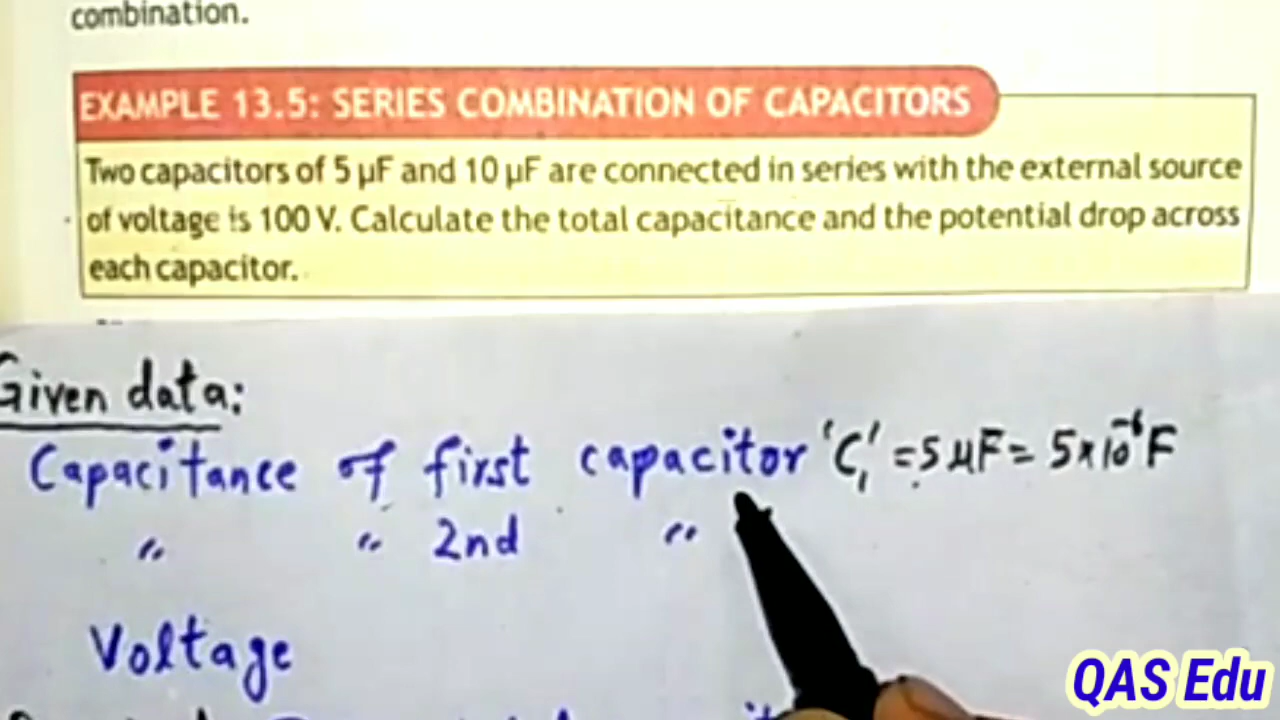 combination.
EXAMPLE 13.5: SERIES COMBINATION OF CAPACITORS
Two capacitors of 5 µF and 10 µF are connected in series with the external source
of voltage is 100 V. Calculate the total capacitance and the potential drop across
each capacitor.
Given data:
Capacitance of first capacitor 'C₁' = 5 µF = 5×10⁻⁶F
〃 〃 2nd 〃
Voltage
QAS Edu